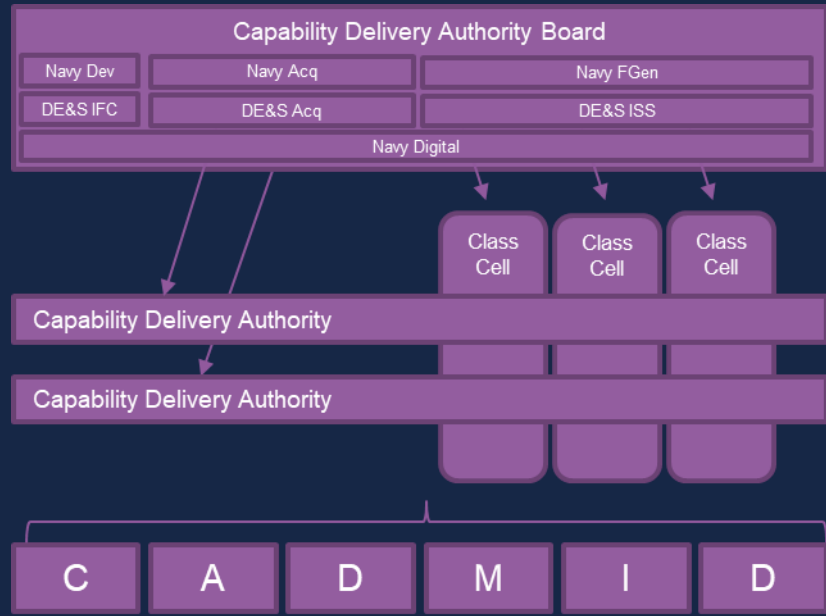 Capability Delivery Authority Board
Navy Dev
Navy Acq
Navy FGen
DE&S IFC
DE&S Acq
DE&S ISS
Navy Digital
Class
Cell
Class
Cell
Class
Cell
Capability Delivery Authority
Capability Delivery Authority
C
A
D
M
I
D